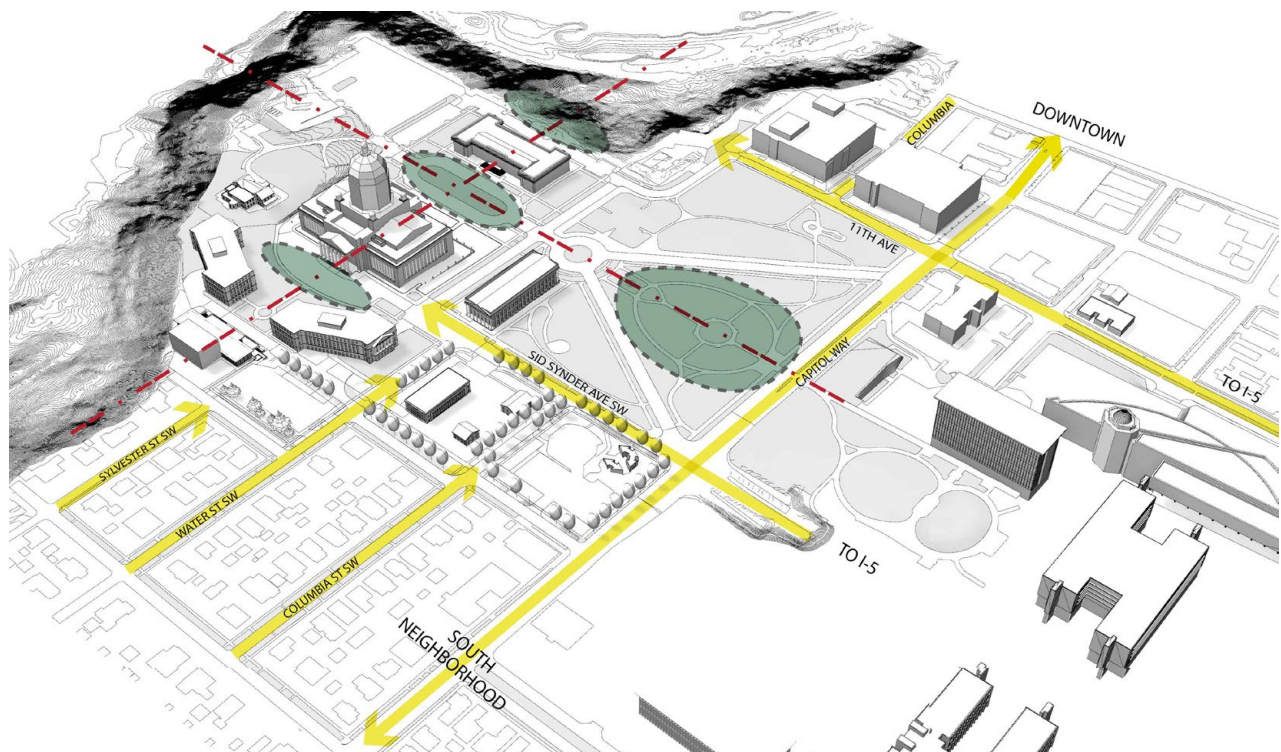 DOWNTOWN
COLUMBIA
11TH AVE
TO I-5
CAPITOL WAY
SID SYNDER AVE SW
TO I-5
SYLVESTER ST SW
WATER ST SW
COLUMBIA ST SW
SOUTH
NEIGHBORHOOD